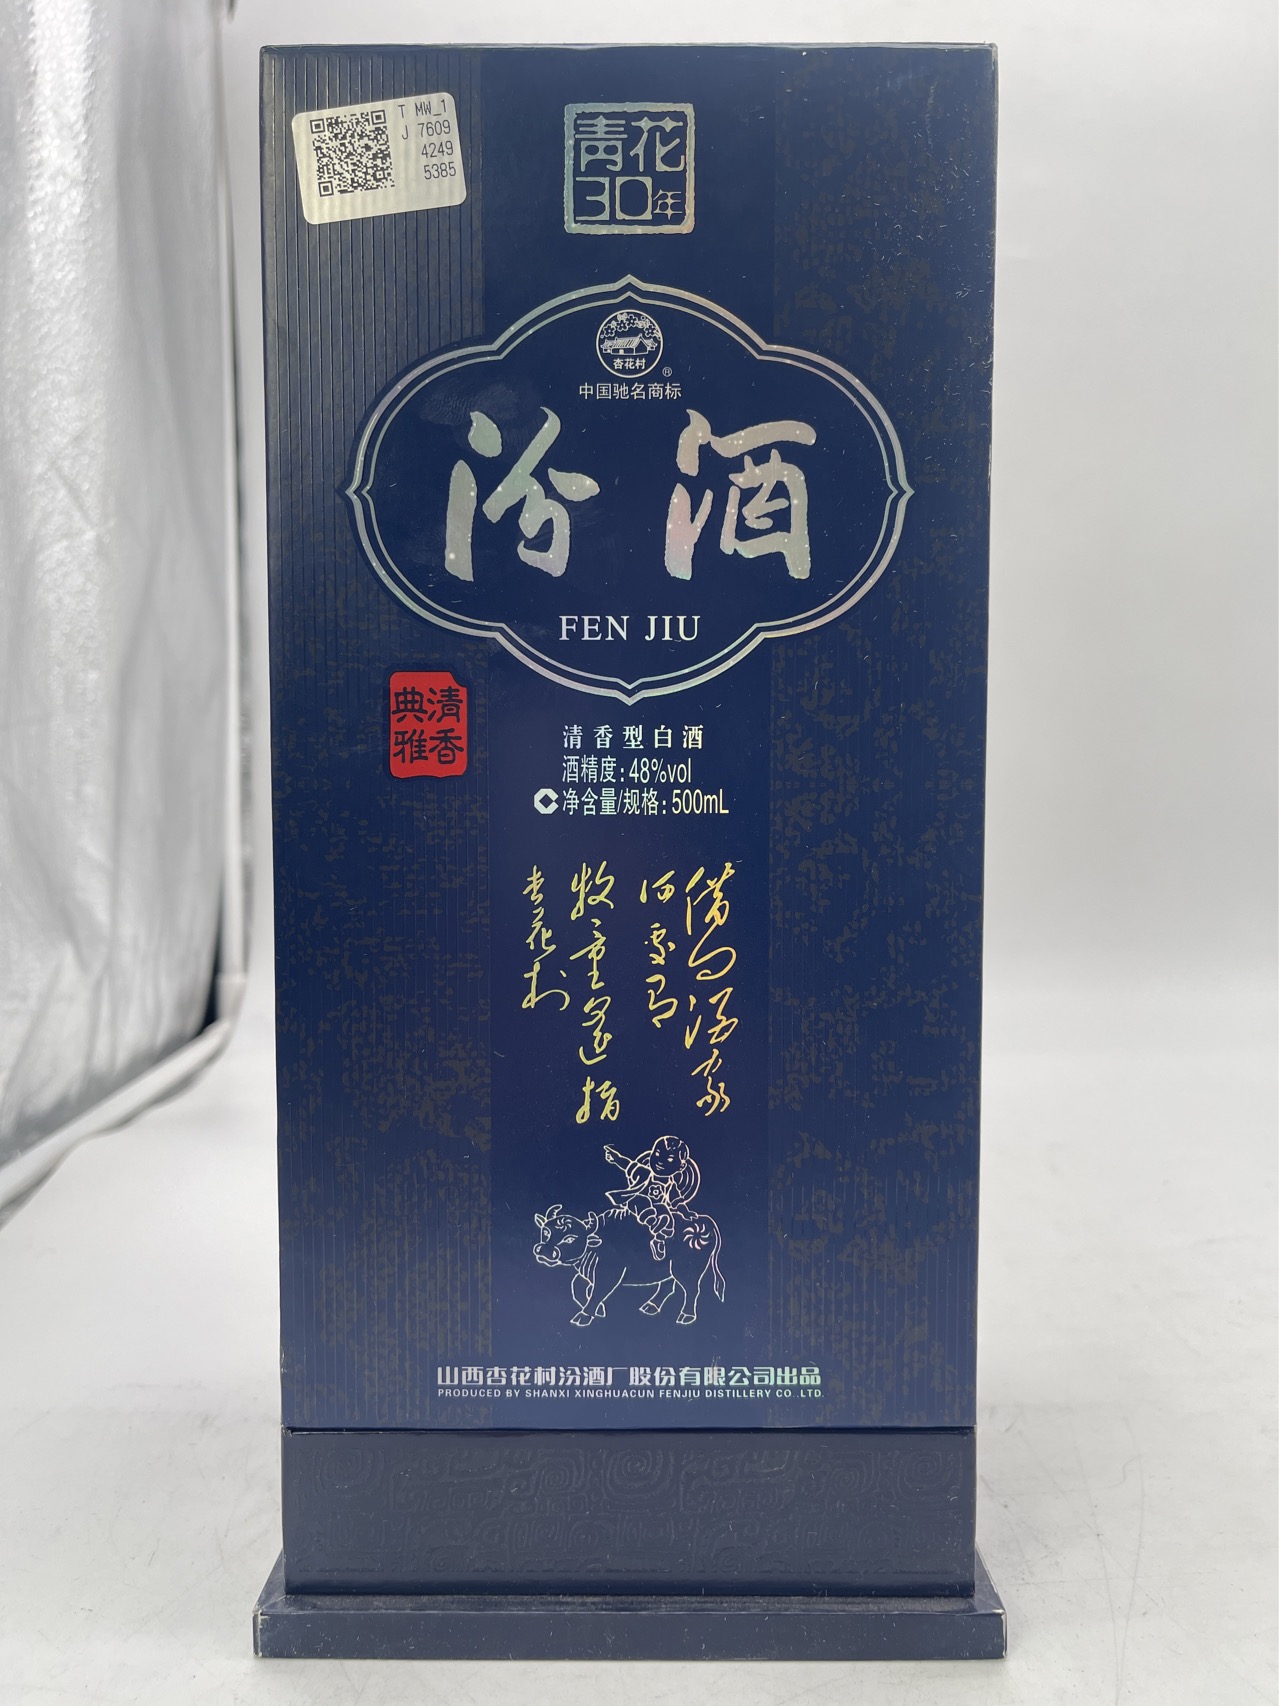 T MW_1
J 7609
4249
5385
青花
30年
杏花村
®
中国驰名商标
汾酒
FEN JIU
清香
典雅
清香型白酒
酒精度:48%vol
净含量/规格:500mL
借问酒家
何处有
牧童遥指
杏花村
山西杏花村汾酒厂股份有限公司出品
PRODUCED BY SHANXI XINGHUACUN FENJIU DISTILLERY CO.,LTD.